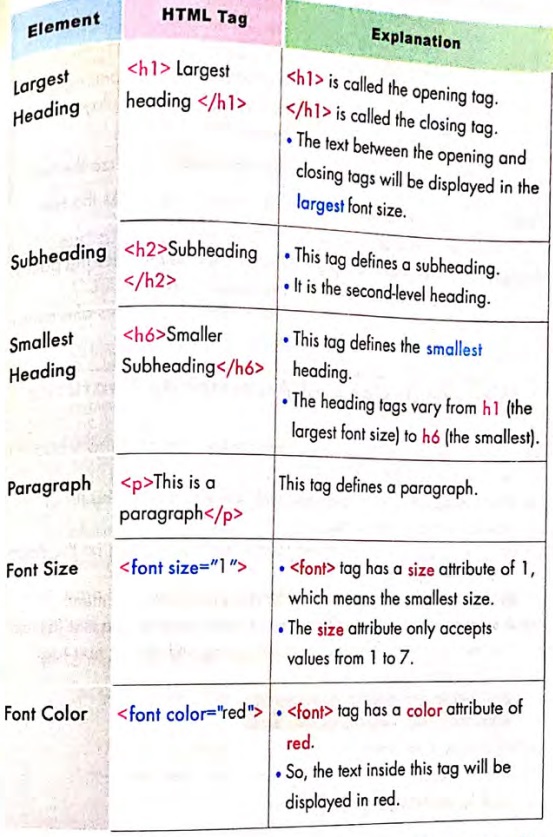 Element HTML Tag Explanation
Largest
Heading
<h1> Largest
heading </h1>
<h1> is called the opening tag.
</h1> is called the closing tag.
• The text between the opening and
closing tags will be displayed in the
largest font size.
Subheading
<h2>Subheading
</h2>
• This tag defines a subheading.
• It is the second-level heading.
Smallest
Heading
<h6>Smaller
Subheading</h6>
• This tag defines the smallest
heading.
• The heading tags vary from h1 (the
largest font size) to h6 (the smallest).
Paragraph
<p>This is a
paragraph</p>
This tag defines a paragraph.
Font Size
<font size="1">
• <font> tag has a size attribute of 1,
which means the smallest size.
• The size attribute only accepts
values from 1 to 7.
Font Color
<font color="red">
• <font> tag has a color attribute of
red.
• So, the text inside this tag will be
displayed in red.